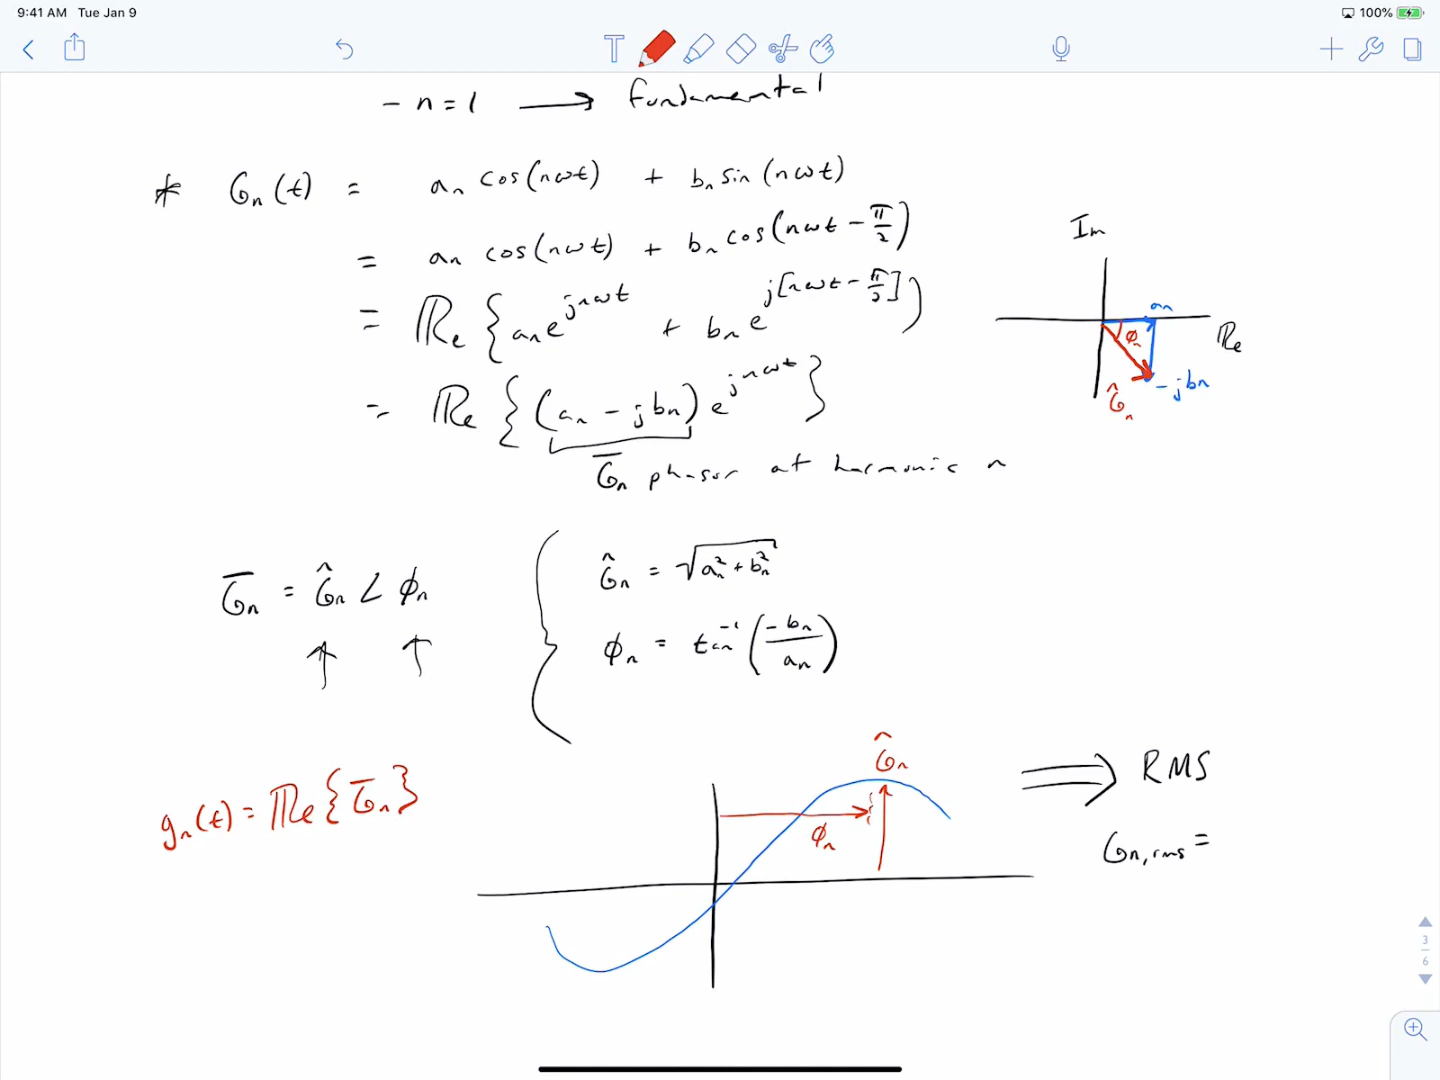 9:41 AM Tue Jan 9
100%
T
- n = 1 ⟶ fundamental
* Gₙ(t) = aₙ cos(nωt) + bₙ sin(nωt)
= aₙ cos(nωt) + bₙ cos(nωt - π/2)
= ℝe { aₙ e^{jnωt} + bₙ e^{j[nωt - π/2]} )
= ℝe { (aₙ - jbₙ) e^{jnωt} }
G̅ₙ phasor at harmonic n
Im
aₙ
ℝe
ϕₙ
-jbₙ
Ĝₙ
G̅ₙ = Ĝₙ ∠ ϕₙ
Ĝₙ = √(aₙ² + bₙ²)
ϕₙ = tan⁻¹ (-bₙ/aₙ)
gₙ(t) = ℝe{G̅ₙ}
Ĝₙ
ϕₙ
⟹ RMS
Gₙ,rms =
3
6